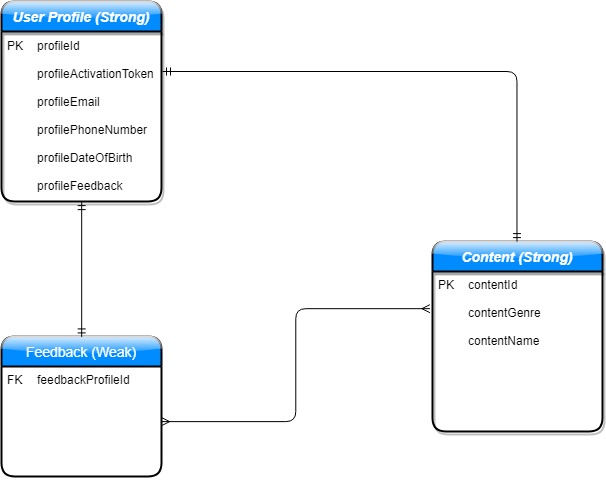 User Profile (Strong)
PK profileId
profileActivationToken
profileEmail
profilePhoneNumber
profileDateOfBirth
profileFeedback
Content (Strong)
PK contentId
contentGenre
contentName
Feedback (Weak)
FK feedbackProfileId